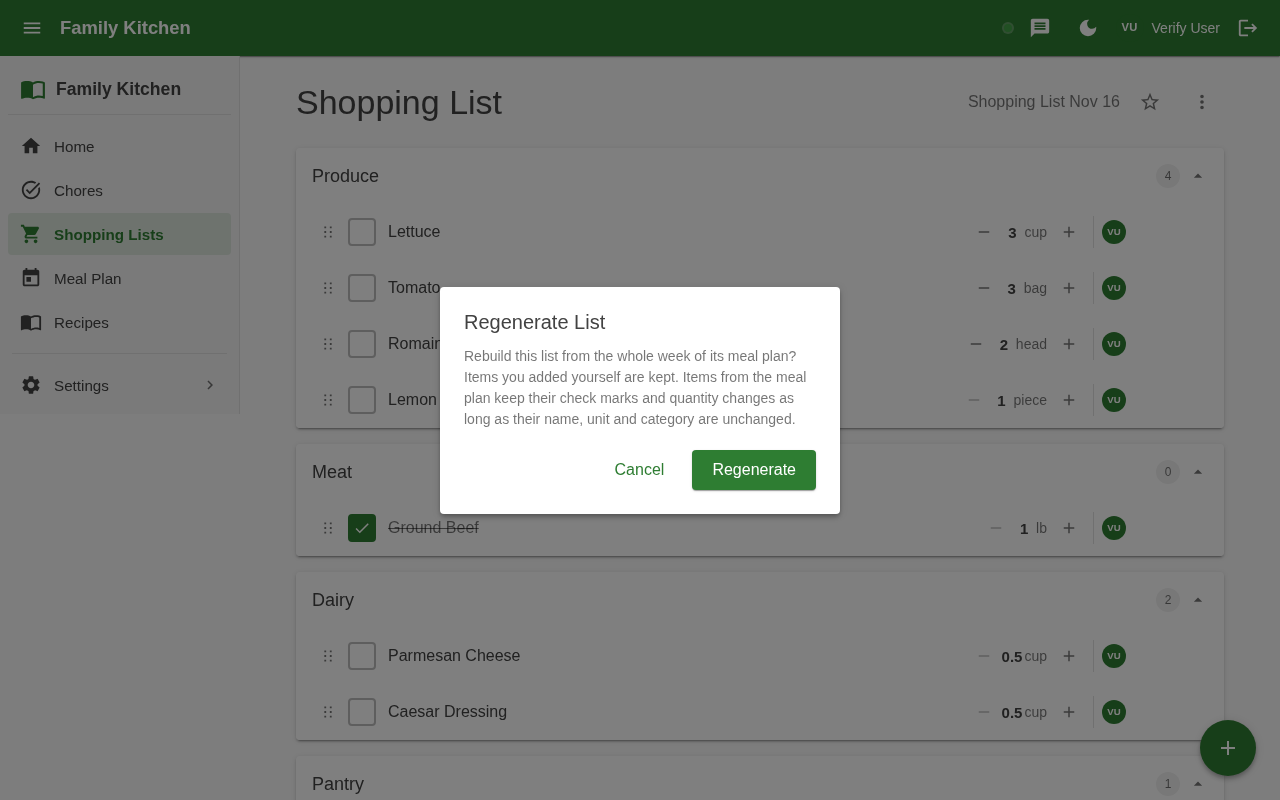 Family Kitchen
VU Verify User
Family Kitchen
Home
Chores
Shopping Lists
Meal Plan
Recipes
Settings
Shopping List
Shopping List Nov 16
Produce 4
Lettuce 3 cup VU
Tomato 3 bag VU
Romain 2 head VU
Lemon 1 piece VU
Regenerate List
Rebuild this list from the whole week of its meal plan?
Items you added yourself are kept. Items from the meal
plan keep their check marks and quantity changes as
long as their name, unit and category are unchanged.
Cancel Regenerate
Meat 0
Ground Beef 1 lb VU
Dairy 2
Parmesan Cheese 0.5 cup VU
Caesar Dressing 0.5 cup VU
Pantry 1